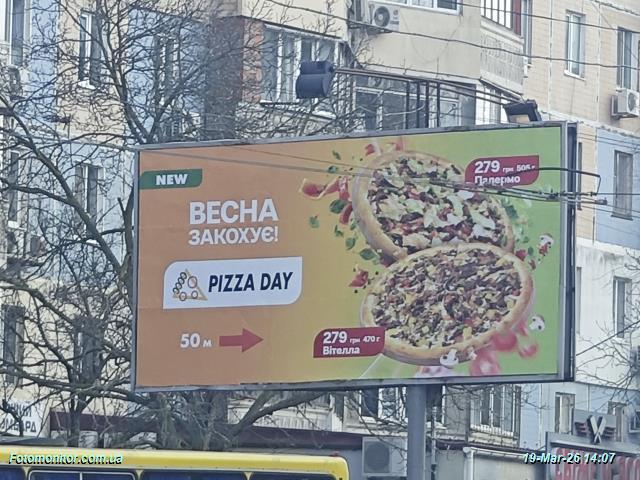 NEW
ВЕСНА
ЗАКОХУЄ!
PIZZA DAY
50 м
279 грн 505 г
Палермо
279 грн 470 г
Вітелла
Fotomonitor.com.ua
19-Mar-26 14:07